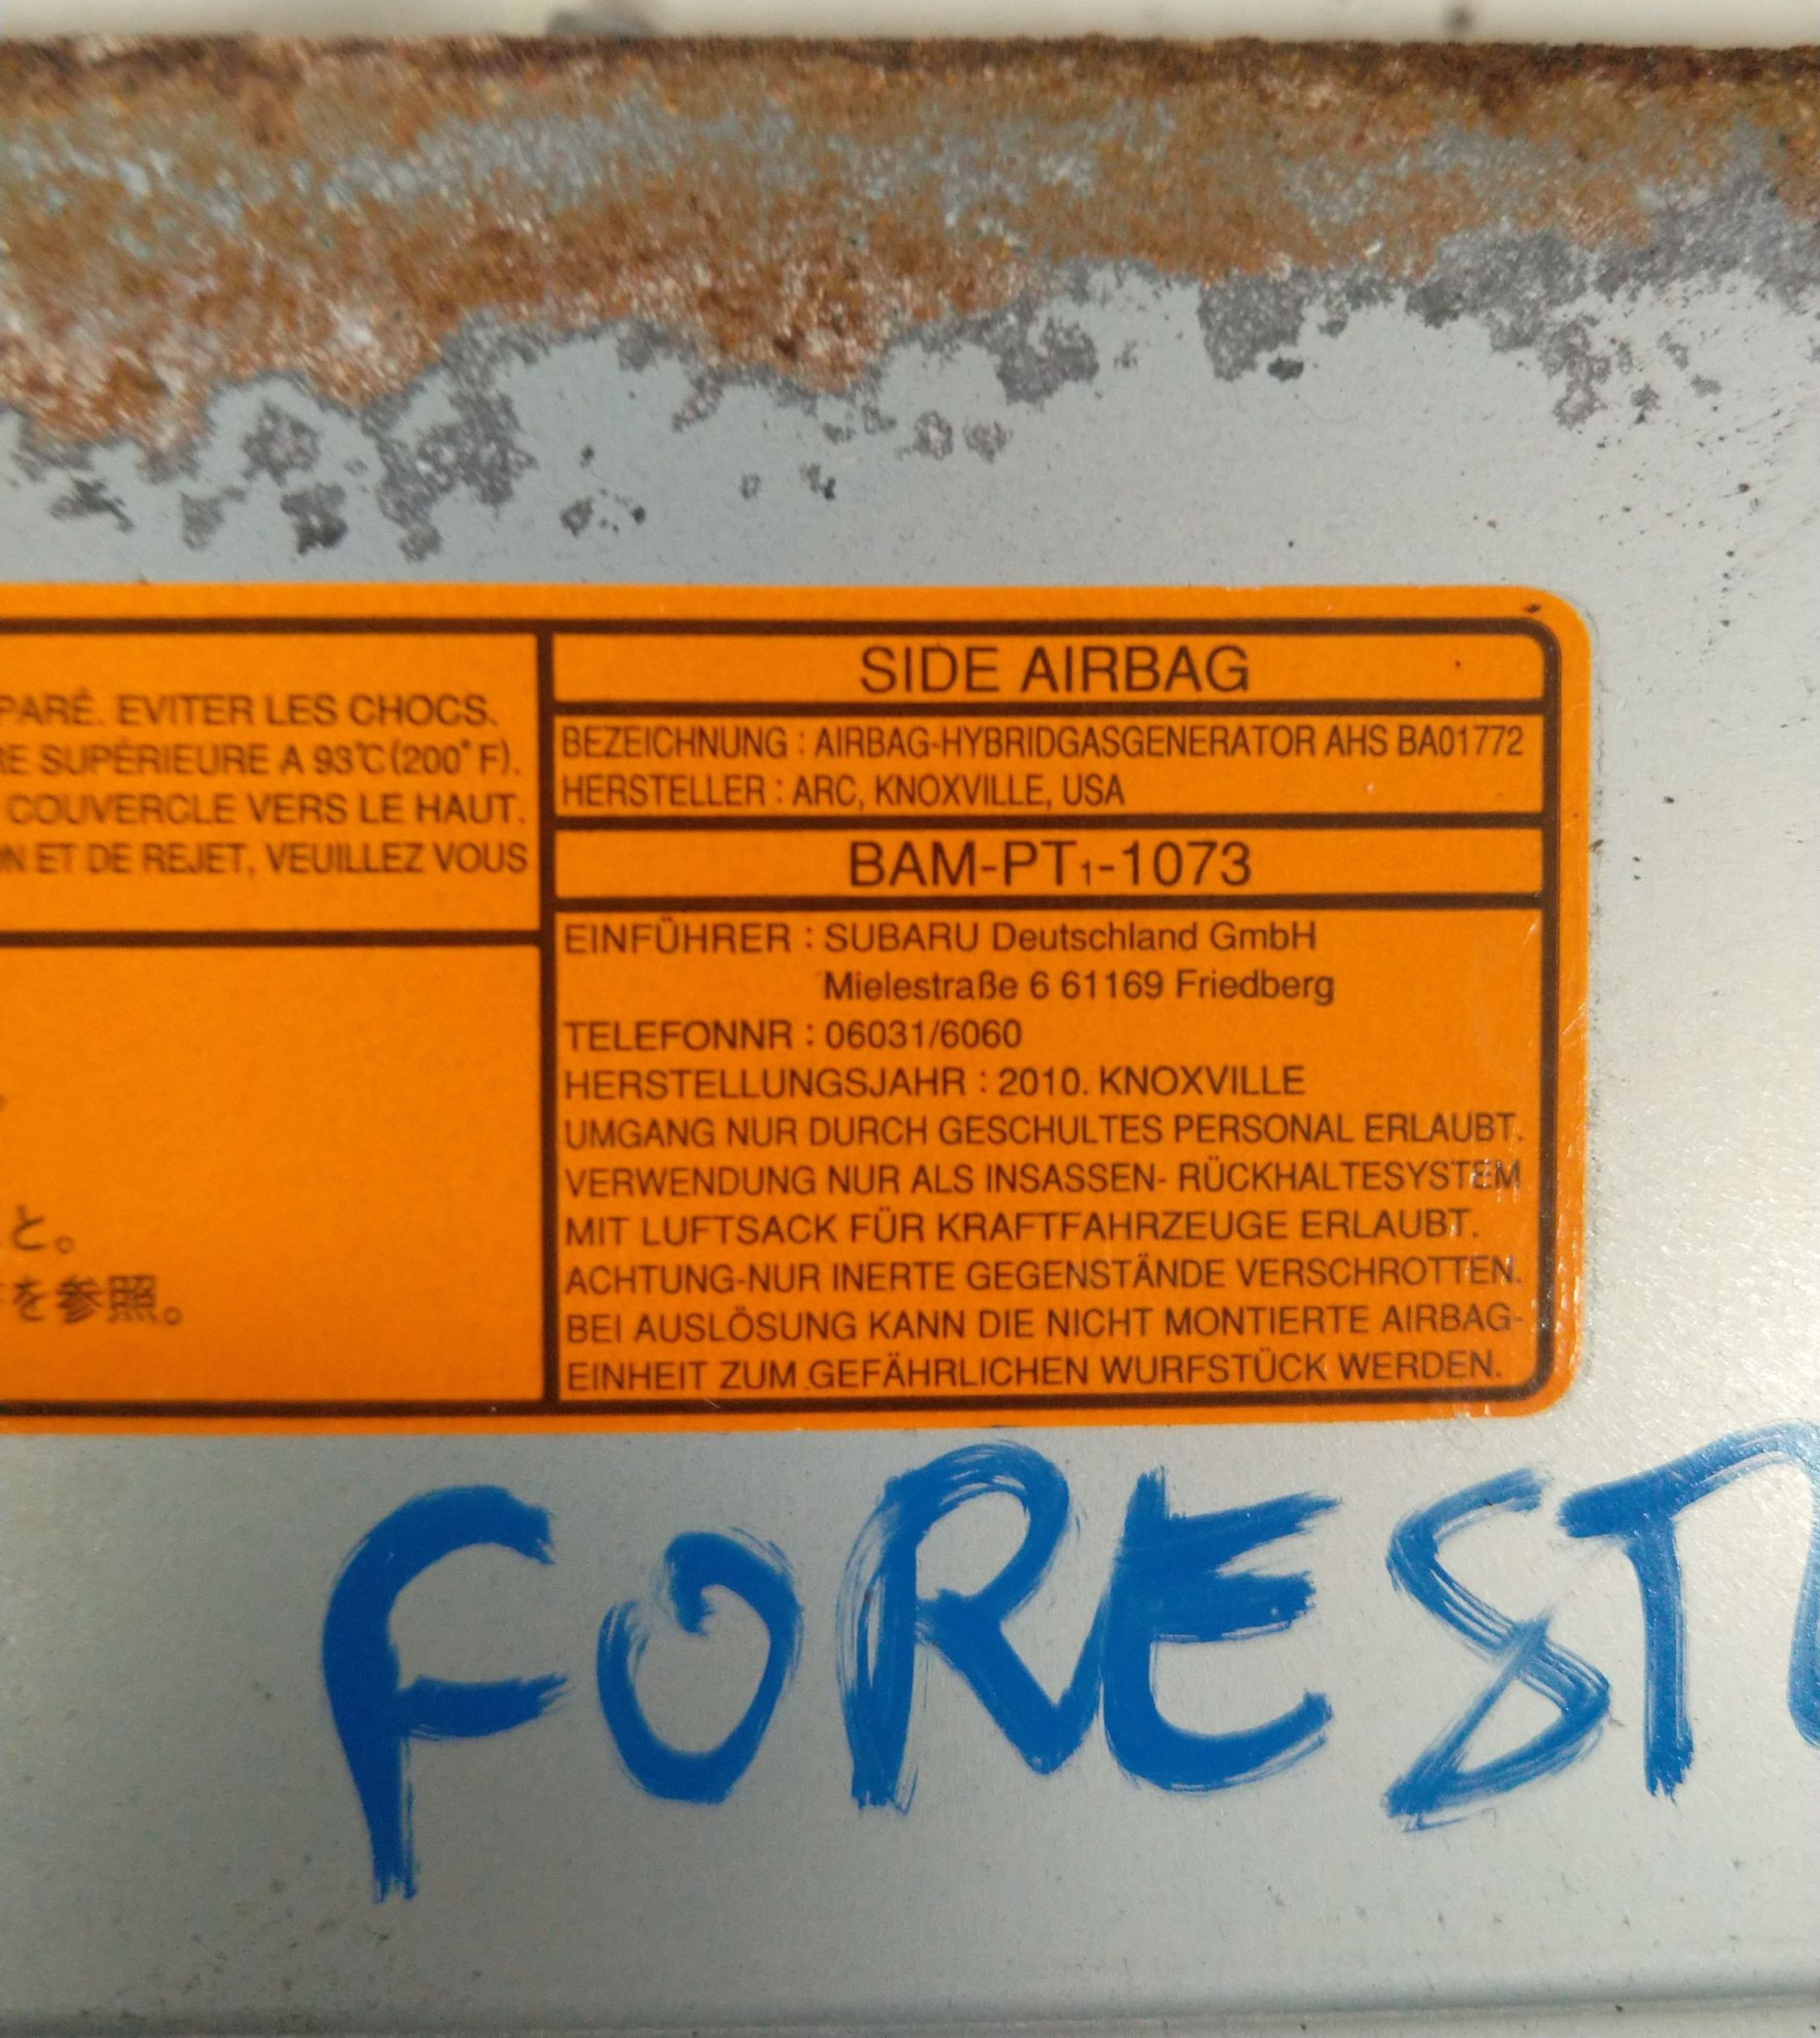 PARÉ. EVITER LES CHOCS.
RE SUPÉRIEURE A 93℃(200°F).
COUVERCLE VERS LE HAUT.
N ET DE REJET, VEUILLEZ VOUS
と。
を参照。
SIDE AIRBAG
BEZEICHNUNG : AIRBAG-HYBRIDGASGENERATOR AHS BA01772
HERSTELLER : ARC, KNOXVILLE, USA
BAM-PT₁-1073
EINFÜHRER : SUBARU Deutschland GmbH
Mielestraße 6 61169 Friedberg
TELEFONNR : 06031/6060
HERSTELLUNGSJAHR : 2010. KNOXVILLE
UMGANG NUR DURCH GESCHULTES PERSONAL ERLAUBT.
VERWENDUNG NUR ALS INSASSEN- RÜCKHALTESYSTEM
MIT LUFTSACK FÜR KRAFTFAHRZEUGE ERLAUBT.
ACHTUNG-NUR INERTE GEGENSTÄNDE VERSCHROTTEN.
BEI AUSLÖSUNG KANN DIE NICHT MONTIERTE AIRBAG-
EINHEIT ZUM GEFÄHRLICHEN WURFSTÜCK WERDEN.
FOREST